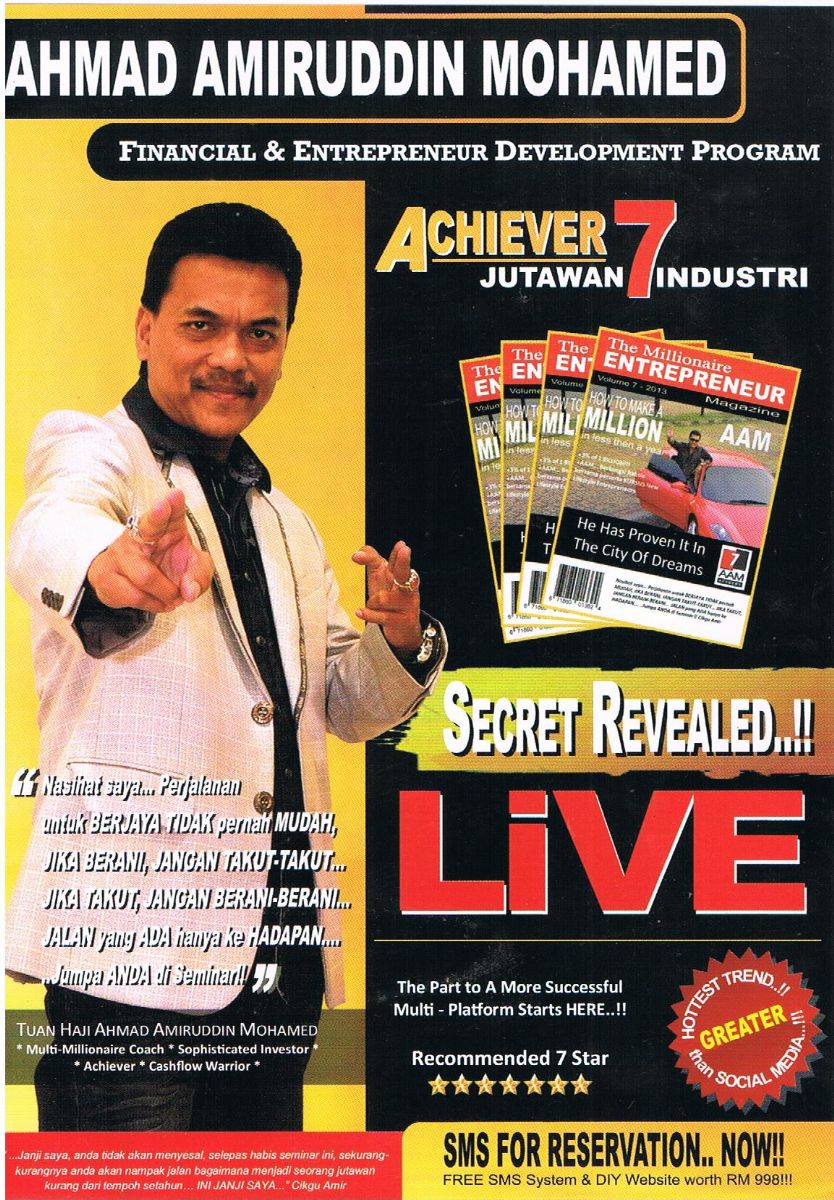 AHMAD AMIRUDDIN MOHAMED
FINANCIAL & ENTREPRENEUR DEVELOPMENT PROGRAM
ACHIEVER 7
JUTAWAN INDUSTRI
The Millionaire
ENTREPRENEUR
Volume 7 - 2013
Magazine
HOW TO MAKE A
MILLION
in less then a year
AAM
He Has Proven It In
The City Of Dreams
7
AAM
SECRET REVEALED..!!
LiVE
“ Nasihat saya... Perjalanan
untuk BERJAYA TIDAK pernah MUDAH,
JIKA BERANI, JANGAN TAKUT-TAKUT...
JIKA TAKUT, JANGAN BERANI-BERANI...
JALAN yang ADA hanya ke HADAPAN....
..Jumpa ANDA di Seminar!! ”
TUAN HAJI AHMAD AMIRUDDIN MOHAMED
* Multi-Millionaire Coach * Sophisticated Investor *
* Achiever * Cashflow Warrior *
The Part to A More Successful
Multi - Platform Starts HERE..!!
Recommended 7 Star
HOTTEST TREND..!!
GREATER
than SOCIAL MEDIA...!!!
"...Janji saya, anda tidak akan menyesal, selepas habis seminar ini, sekurang-
kurangnya anda akan nampak jalan bagaimana menjadi seorang jutawan
kurang dari tempoh setahun... INI JANJI SAYA..." Cikgu Amir
SMS FOR RESERVATION.. NOW!!
FREE SMS System & DIY Website worth RM 998!!!